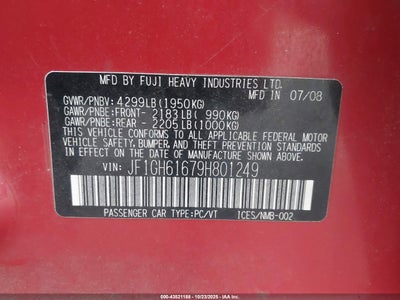 MFD BY FUJI HEAVY INDUSTRIES LTD.
MFD IN 07/08
GVWR/PNBV: 4299LB(1950KG)
GAWR/PNBE:FRONT- 2183LB( 990KG)
GAWR/PNBE:REAR - 2205LB(1000KG)
THIS VEHICLE CONFORMS TO ALL APPLICABLE FEDERAL MOTOR
VEHICLE SAFETY, BUMPER, AND THEFT PREVENTION
STANDARDS IN EFFECT ON THE DATE OF MANUFACTURE
SHOWN ABOVE.
VIN: JF1GH61679H801249
PASSENGER CAR TYPE:PC/VT ICES/NMB-002
000-43521188 - 10/23/2025 - IAAI.COM